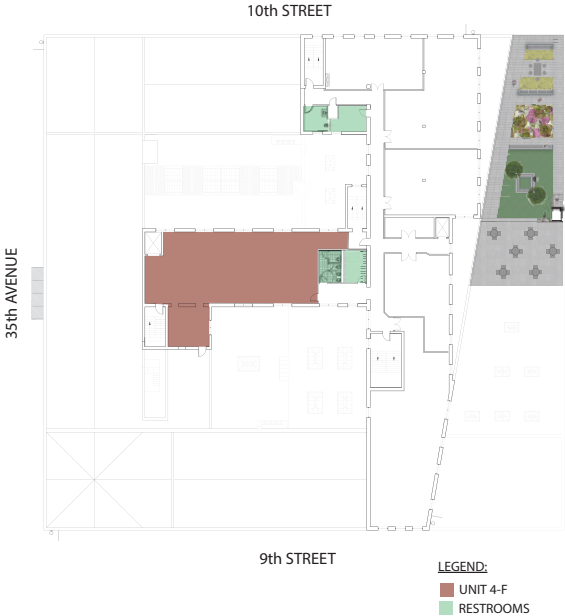 10th STREET
35th AVENUE
9th STREET
LEGEND:
UNIT 4-F
RESTROOMS